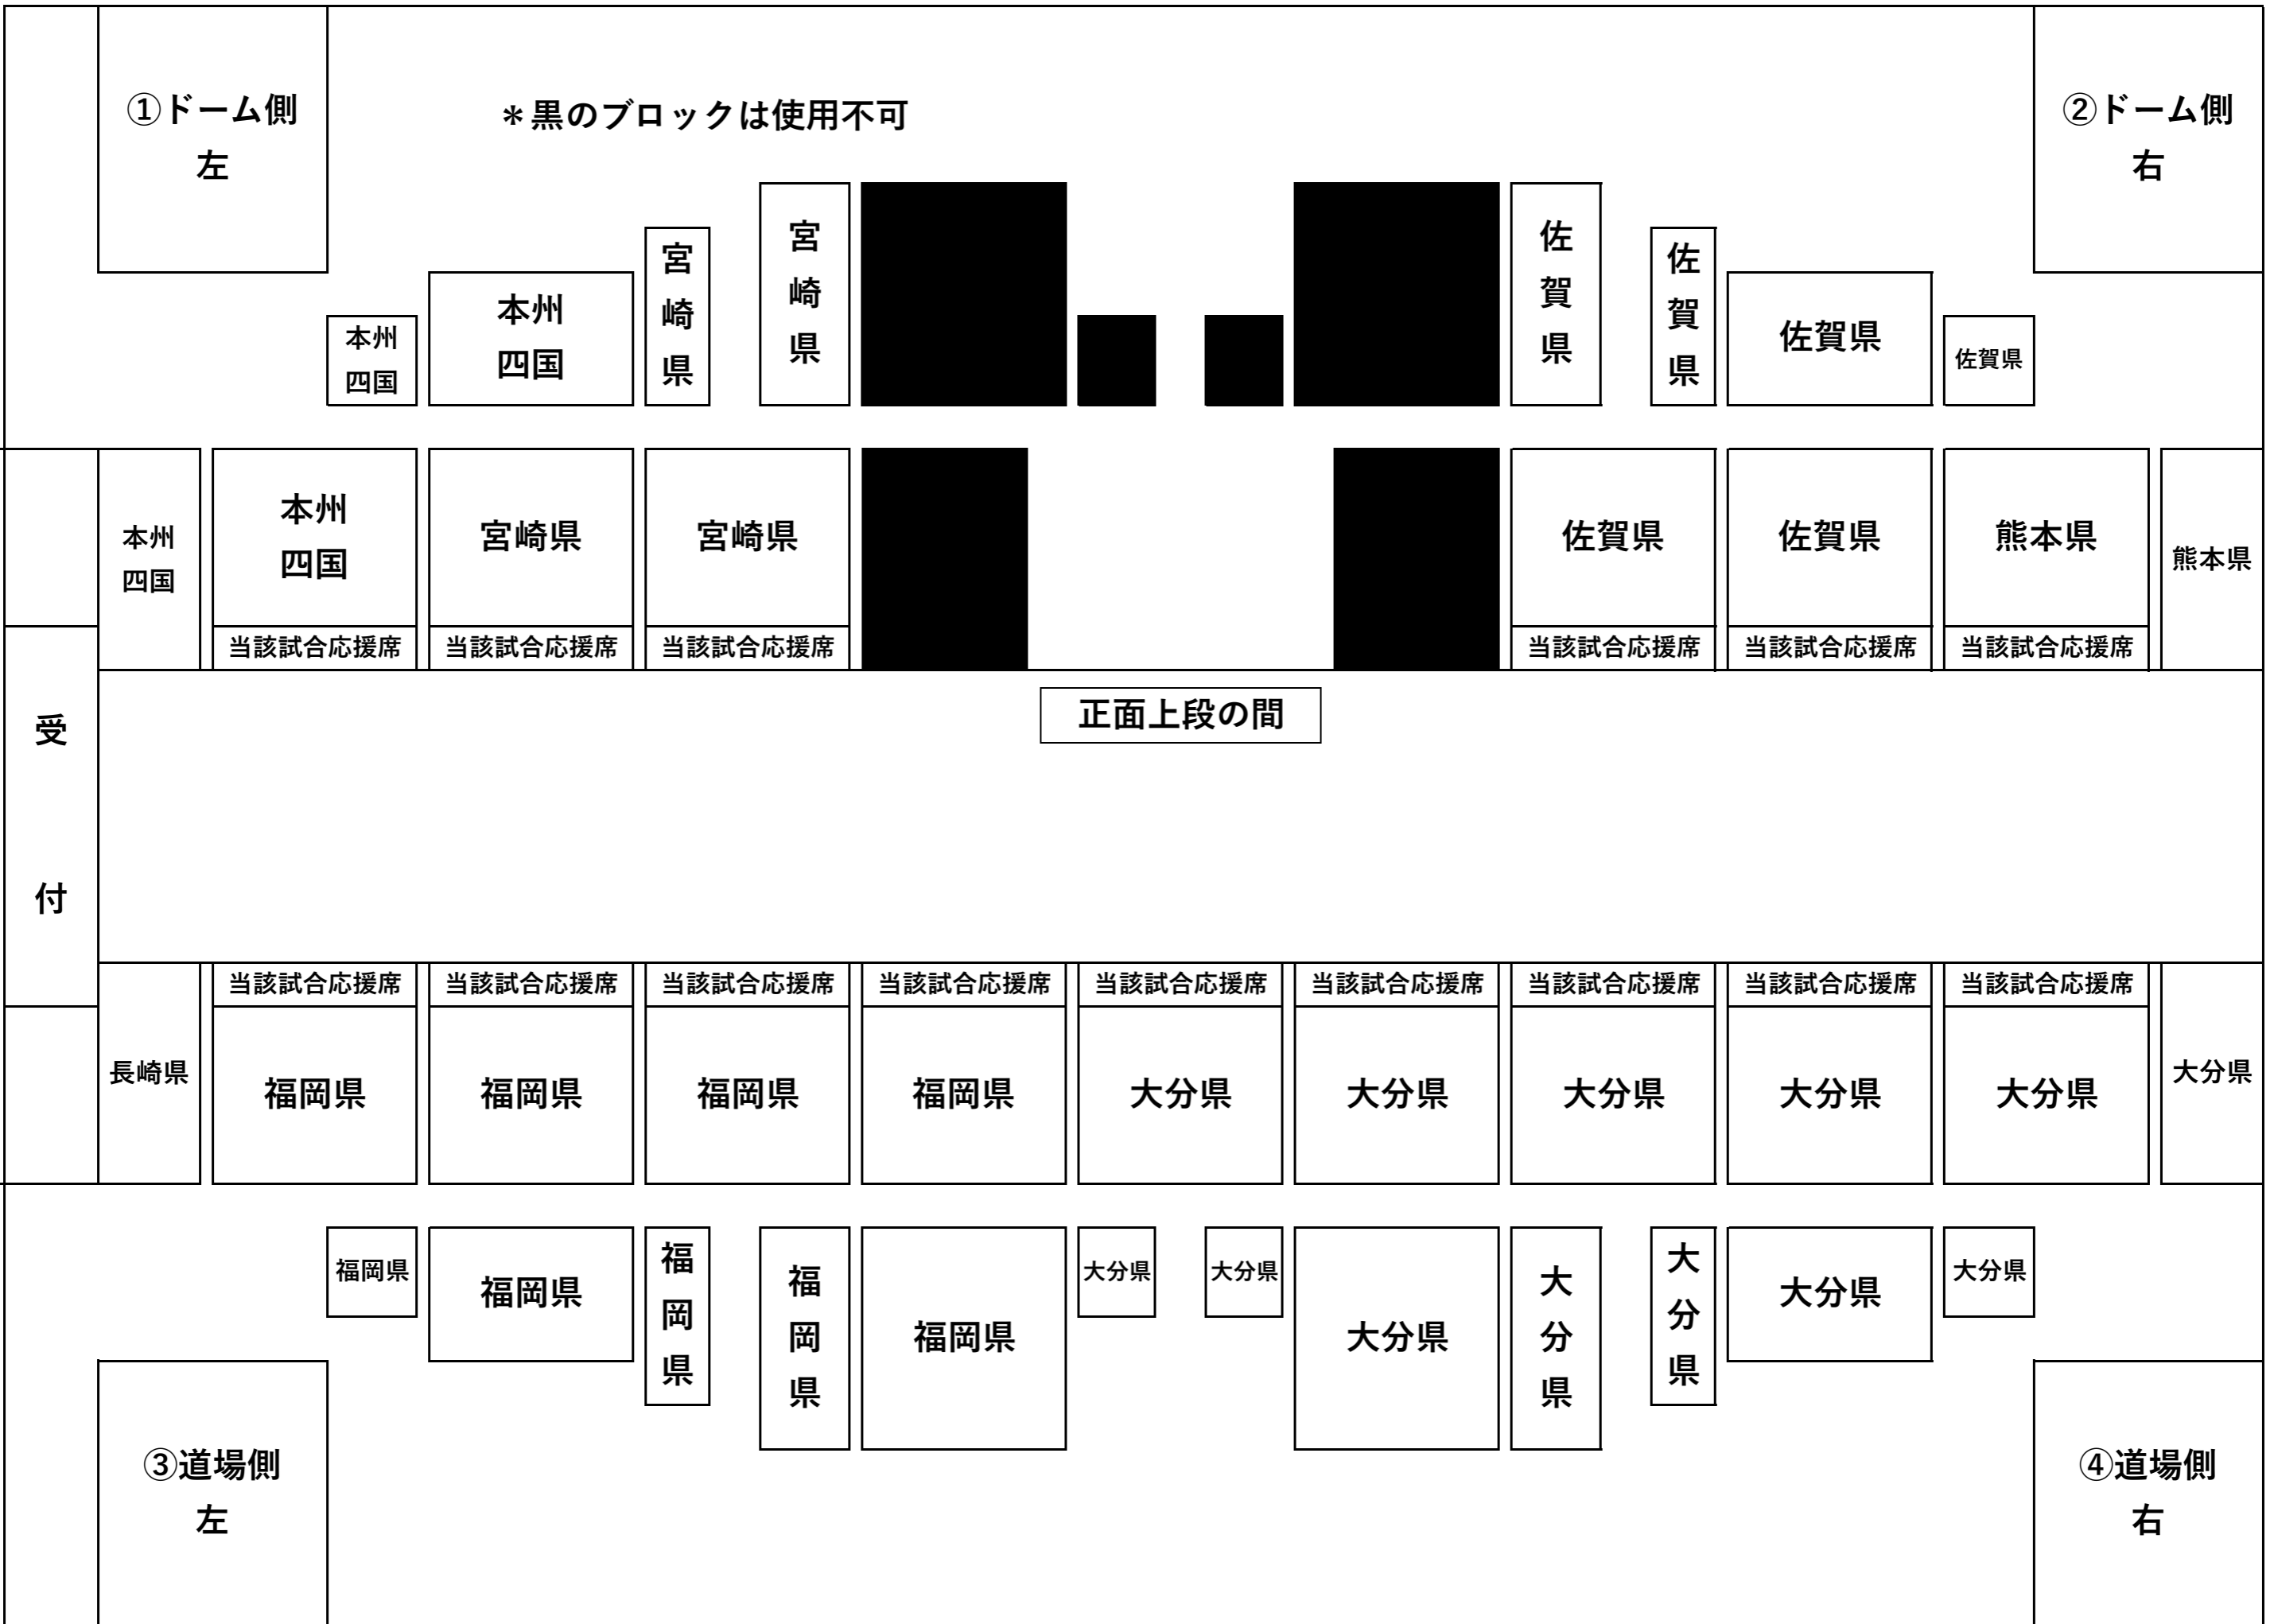 ①ドーム側
左
＊黒のブロックは使用不可
②ドーム側
右
本州
四国
本州
四国
宮崎県
宮崎県
佐賀県
佐賀県
佐賀県
佐賀県
本州
四国
本州
四国
宮崎県
宮崎県
佐賀県
佐賀県
熊本県
熊本県
当該試合応援席
当該試合応援席
当該試合応援席
当該試合応援席
当該試合応援席
当該試合応援席
正面上段の間
受付
当該試合応援席
当該試合応援席
当該試合応援席
当該試合応援席
当該試合応援席
当該試合応援席
当該試合応援席
当該試合応援席
当該試合応援席
長崎県
福岡県
福岡県
福岡県
福岡県
大分県
大分県
大分県
大分県
大分県
大分県
福岡県
福岡県
福岡県
福岡県
福岡県
大分県
大分県
大分県
大分県
大分県
大分県
大分県
③道場側
左
④道場側
右